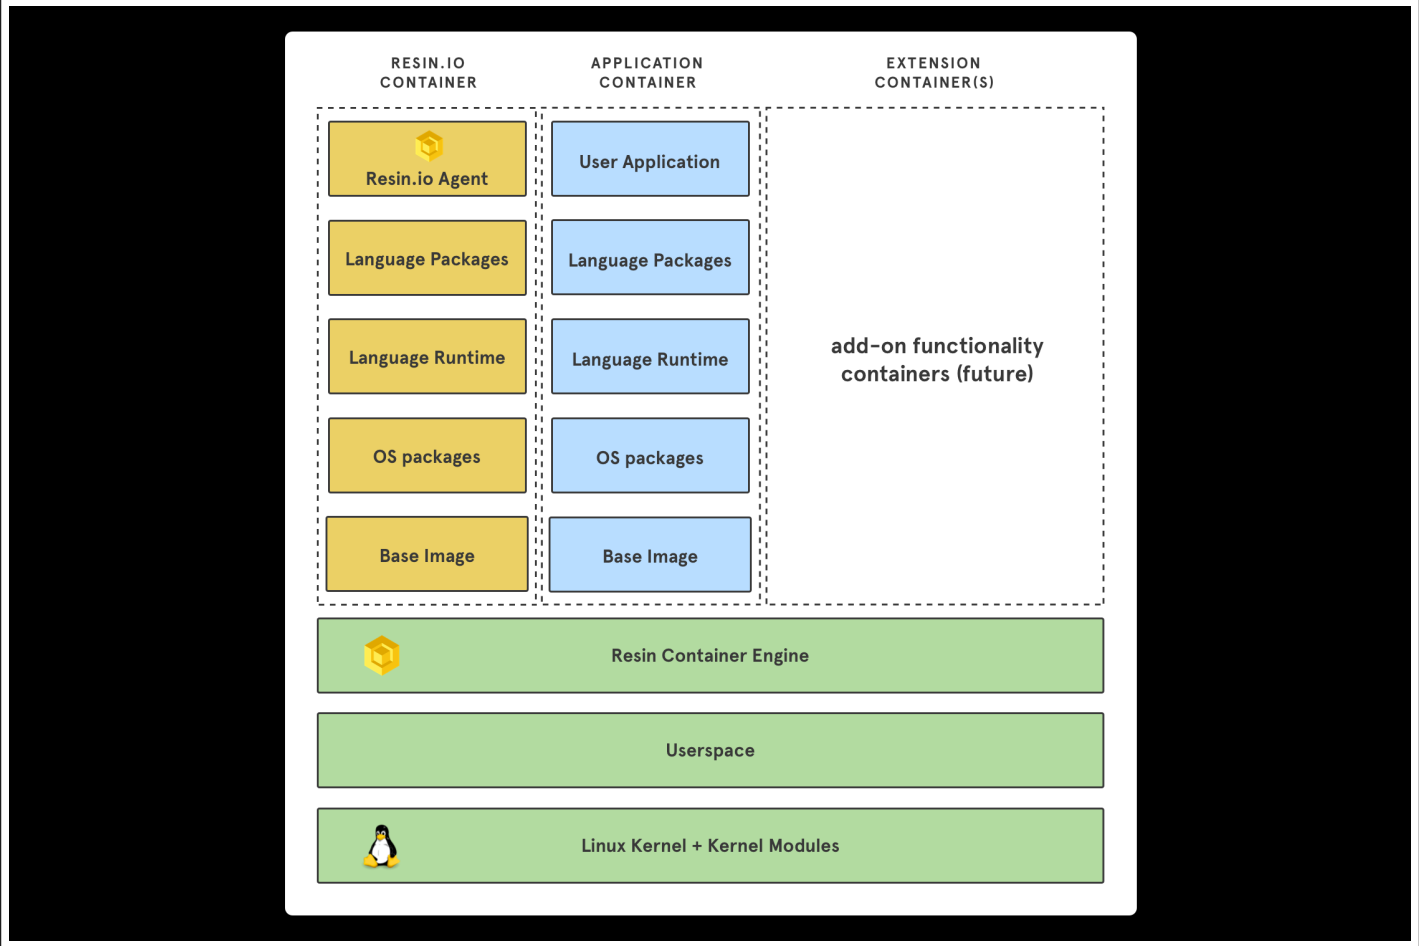 RESIN.IO
CONTAINER
APPLICATION
CONTAINER
EXTENSION
CONTAINER(S)
Resin.io Agent
Language Packages
Language Runtime
OS packages
Base Image
User Application
Language Packages
Language Runtime
OS packages
Base Image
add-on functionality
containers (future)
Resin Container Engine
Userspace
Linux Kernel + Kernel Modules